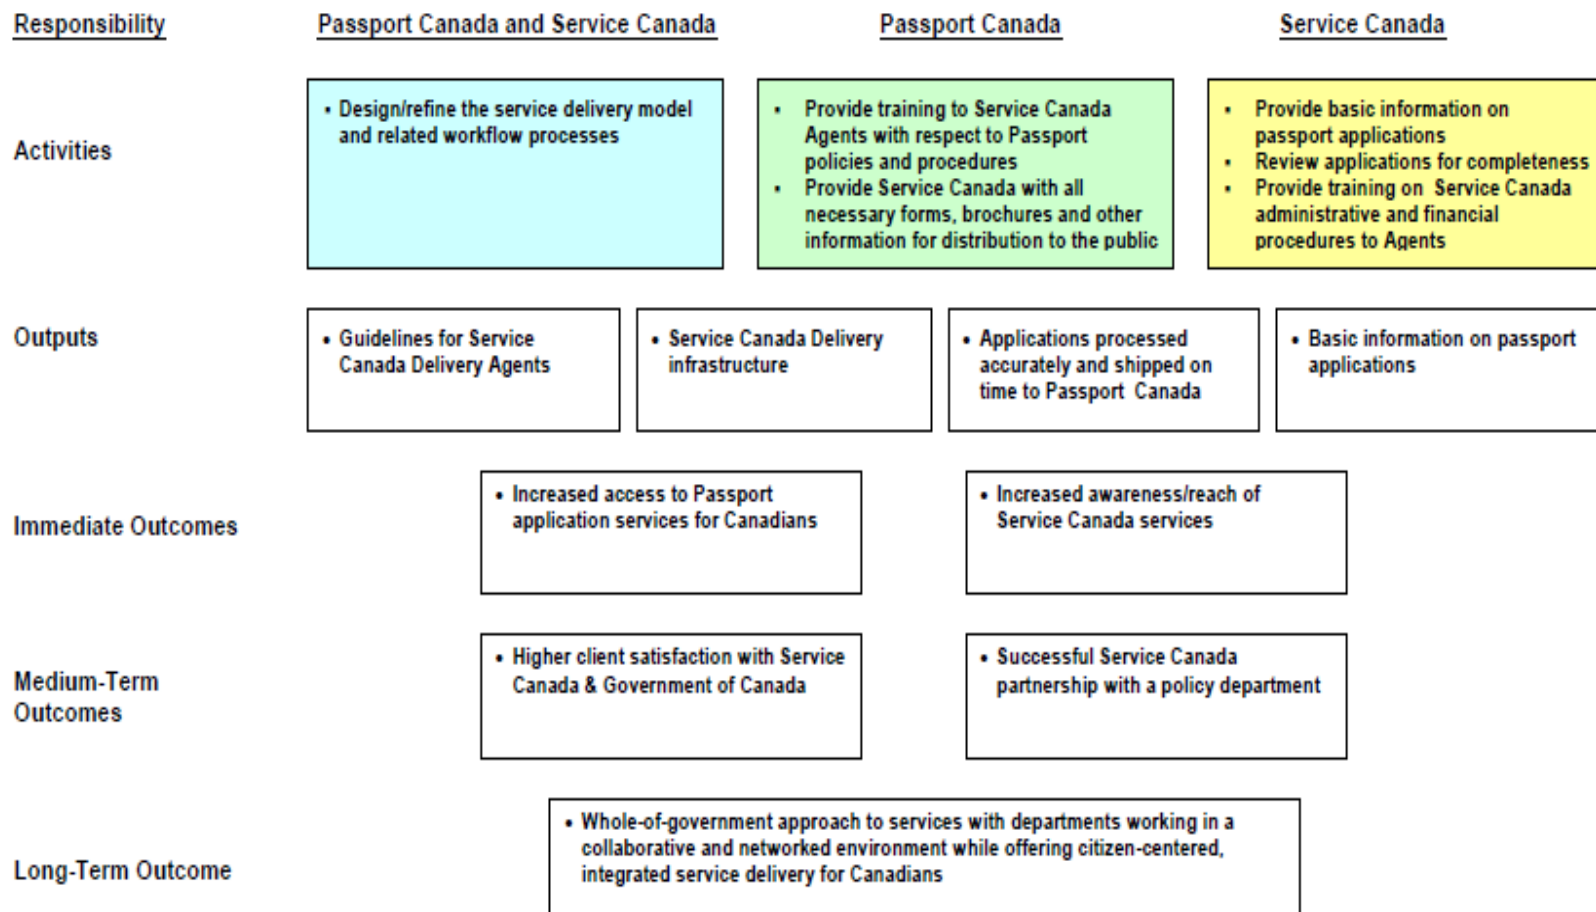 Responsibility
Passport Canada and Service Canada
Passport Canada
Service Canada
Activities
▪ Design/refine the service delivery model
and related workflow processes
▪ Provide training to Service Canada
Agents with respect to Passport
policies and procedures
▪ Provide Service Canada with all
necessary forms, brochures and other
information for distribution to the public
▪ Provide basic information on
passport applications
▪ Review applications for completeness
▪ Provide training on Service Canada
administrative and financial
procedures to Agents
Outputs
• Guidelines for Service
Canada Delivery Agents
• Service Canada Delivery
infrastructure
• Applications processed
accurately and shipped on
time to Passport Canada
• Basic information on passport
applications
Immediate Outcomes
• Increased access to Passport
application services for Canadians
• Increased awareness/reach of
Service Canada services
Medium-Term
Outcomes
• Higher client satisfaction with Service
Canada & Government of Canada
• Successful Service Canada
partnership with a policy department
Long-Term Outcome
• Whole-of-government approach to services with departments working in a
collaborative and networked environment while offering citizen-centered,
integrated service delivery for Canadians